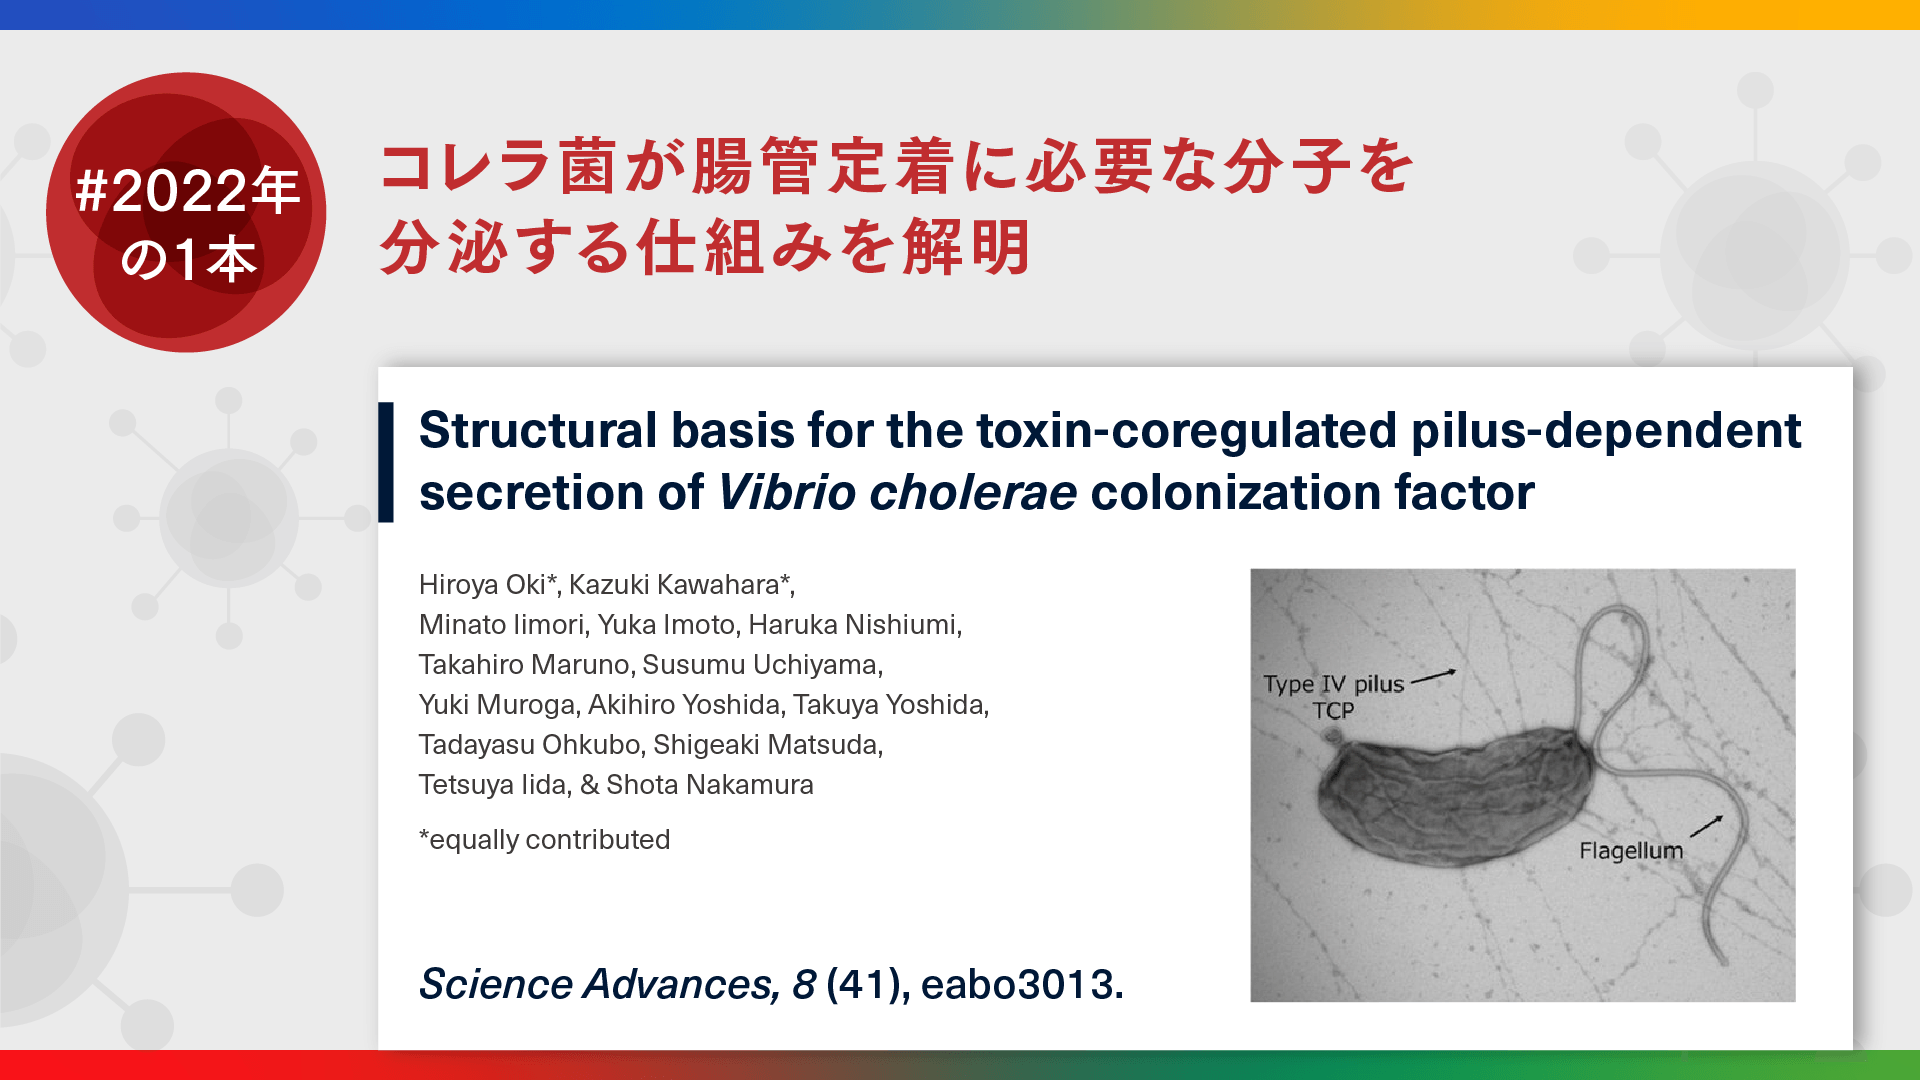 #2022年
の1本
コレラ菌が腸管定着に必要な分子を
分泌する仕組みを解明
Structural basis for the toxin-coregulated pilus-dependent
secretion of Vibrio cholerae colonization factor
Hiroya Oki*, Kazuki Kawahara*,
Minato Iimori, Yuka Imoto, Haruka Nishiumi,
Takahiro Maruno, Susumu Uchiyama,
Yuki Muroga, Akihiro Yoshida, Takuya Yoshida,
Tadayasu Ohkubo, Shigeaki Matsuda,
Tetsuya Iida, & Shota Nakamura
*equally contributed
Science Advances, 8 (41), eabo3013.
Type IV pilus
TCP
Flagellum